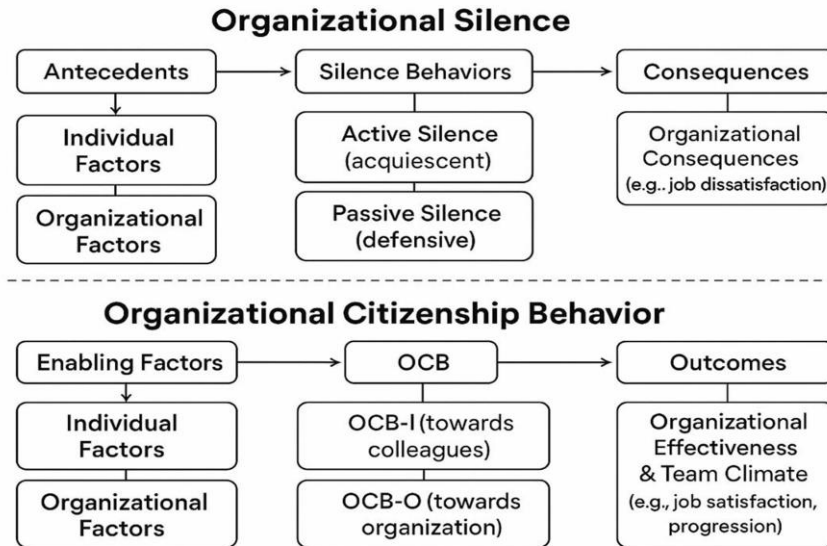 Organizational Silence
Antecedents
Silence Behaviors
Consequences
Individual
Factors
Organizational
Factors
Active Silence
(acquiescent)
Passive Silence
(defensive)
Organizational
Consequences
(e.g.. job dissatisfaction)
Organizational Citizenship Behavior
Enabling Factors
OCB
Outcomes
Individual
Factors
Organizational
Factors
OCB-I (towards
colleagues)
OCB-O (towards
organization)
Organizational
Effectiveness
& Team Climate
(e.g., job satisfaction,
progression)